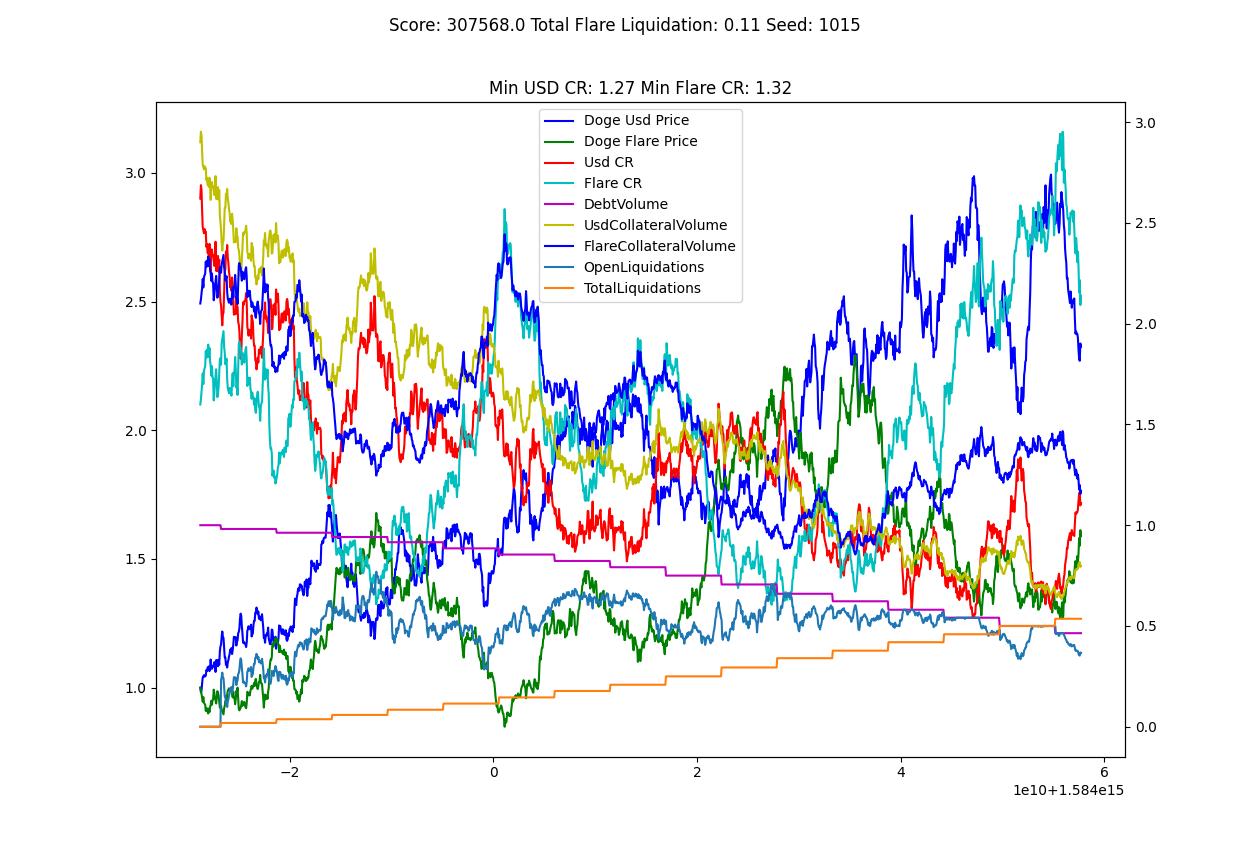 Score: 307568.0 Total Flare Liquidation: 0.11 Seed: 1015
Min USD CR: 1.27 Min Flare CR: 1.32
Doge Usd Price
Doge Flare Price
Usd CR
Flare CR
DebtVolume
UsdCollateralVolume
FlareCollateralVolume
OpenLiquidations
TotalLiquidations
3.0
2.5
2.0
1.5
1.0
3.0
2.5
2.0
1.5
1.0
0.5
0.0
−2
0
2
4
6
1e10+1.584e15